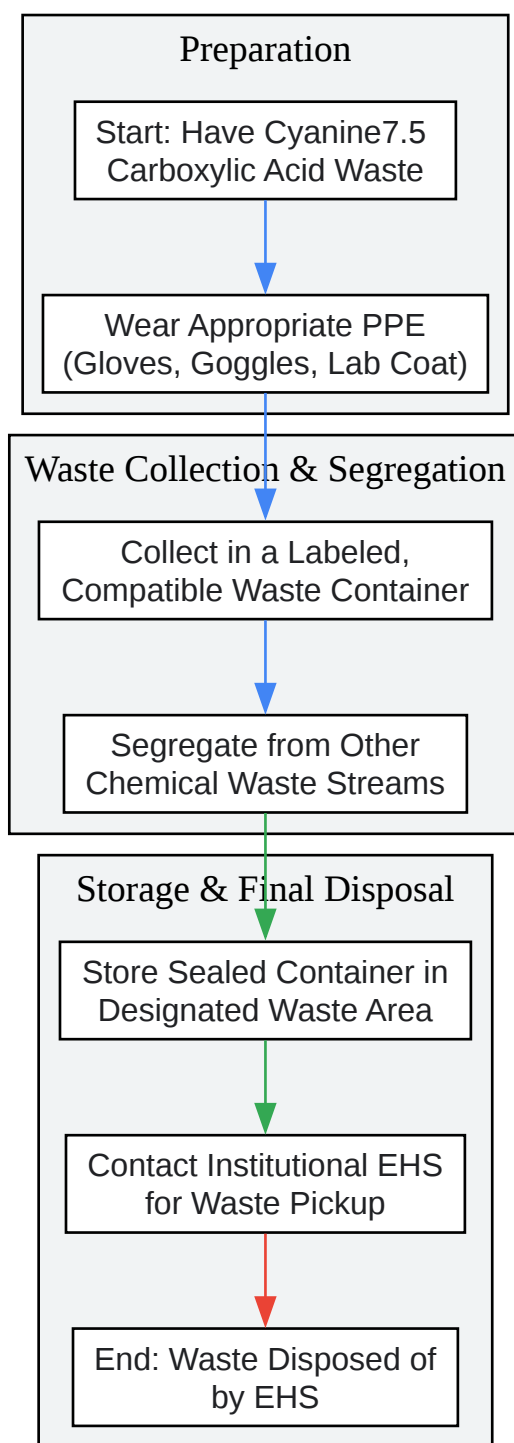 Preparation
Start: Have Cyanine7.5
Carboxylic Acid Waste
Wear Appropriate PPE
(Gloves, Goggles, Lab Coat)
Waste Collection & Segregation
Collect in a Labeled,
Compatible Waste Container
Segregate from Other
Chemical Waste Streams
Storage & Final Disposal
Store Sealed Container in
Designated Waste Area
Contact Institutional EHS
for Waste Pickup
End: Waste Disposed of
by EHS